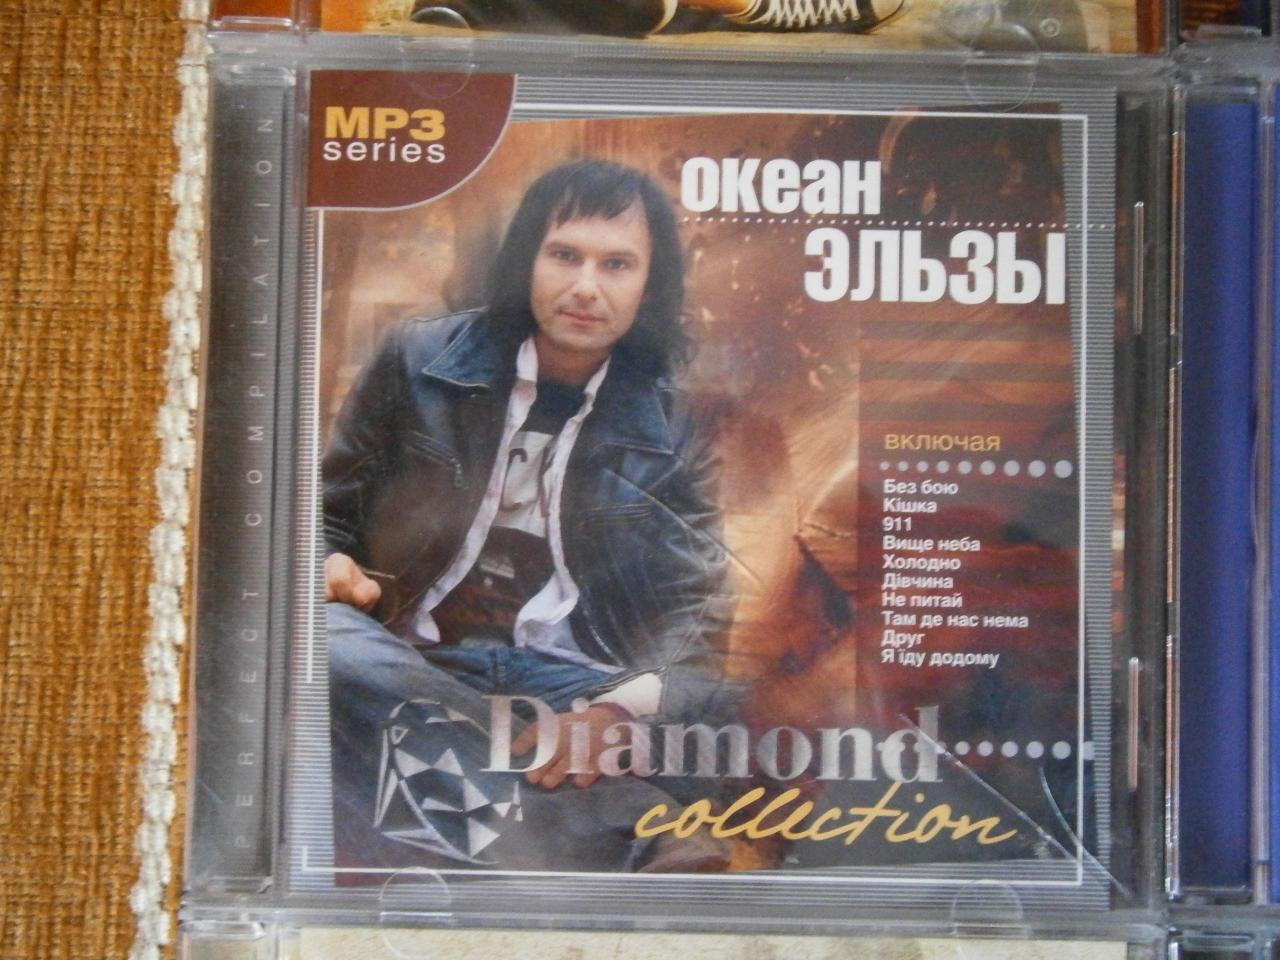 MP3
series
PERFECT COMPILATION
океан
эльзы
включая
Без бою
Кішка
911
Вище неба
Холодно
Дівчина
Не питай
Там де нас нема
Друг
Я їду додому
Diamond
collection